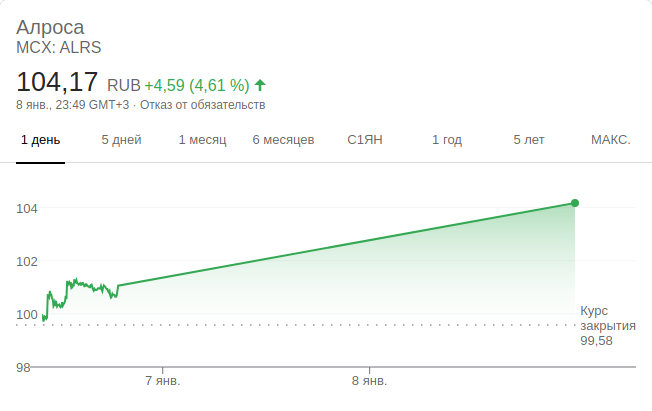 Алроса
MCX: ALRS
104,17 RUB +4,59 (4,61 %)
8 янв., 23:49 GMT+3 · Отказ от обязательств
1 день 5 дней 1 месяц 6 месяцев С1ЯН 1 год 5 лет МАКС.
104
102
100
98
Курс
закрытия
99,58
7 янв. 8 янв.